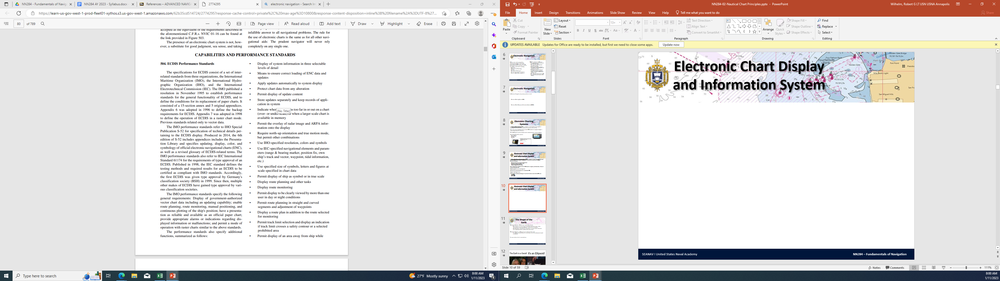 NN284 - Fundamentals of Navig
NN284 AY 2023 - Syllabus.docx
References – ADVANCED NAVIG
2774295
electronic navigation - Search Im
https://learn-us-gov-west-1-prod-fleet01-xythos.s3.us-gov-west-1.amazonaws.com/62b35cd514724/2774295?response-cache-control=private%2C%20max-age%3D10800&response-content-disposition=inline%3B%20filename%2A%3DUTF-8%27...
80 of 789
Page view
Read aloud
Add text
Draw
Highlight
Erase
accepted as the equivalent of the requirements described in
the aforementioned C.F.R.s. NVIC 01-16 can be found at
the link provided in Figure 503.
The presence of an electronic chart system is not, how-
ever, a substitute for good judgment, sea sense, and taking
infallible answer to all navigational problems. The rule for
the use of electronic charts is the same as for all other navi-
gational aids: The prudent navigator will never rely
completely on any single one.
CAPABILITIES AND PERFORMANCE STANDARDS
504. ECDIS Performance Standards
The specifications for ECDIS consist of a set of inter-
related standards from three organizations, the International
Maritime Organization (IMO), the International Hydro-
graphic Organization (IHO), and the International
Electrotechnical Commission (IEC). The IMO published a
resolution in November 1995 to establish performance
standards for the general functionality of ECDIS, and to
define the conditions for its replacement of paper charts. It
consisted of a 15-section annex and 5 original appendices.
Appendix 6 was adopted in 1996 to define the backup
requirements for ECDIS. Appendix 7 was adopted in 1998
to define the operation of ECDIS in a raster chart mode.
Previous standards related only to vector data.
The IMO performance standards refer to IHO Special
Publication S-52 for specification of technical details per-
taining to the ECDIS display. Produced in 2014, the 6th
edition of S-52 includes appendices includes the Presenta-
tion Library and specifies updating, display, color, and
symbology of official electronic navigational charts (ENC),
as well as a revised glossary of ECDIS-related terms. The
IMO performance standards also refer to IEC International
Standard 61174 for the requirements of type approval of an
ECDIS. Published in 1998, the IEC standard defines the
testing methods and required results for an ECDIS to be
certified as compliant with IMO standards. Accordingly,
the first ECDIS was given type approval by Germany's
classification society (BSH) in 1999. Since then, multiple
other makes of ECDIS have gained type approval by vari-
ous classification societies.
The IMO performance standards specify the following
general requirements: Display of government-authorized
vector chart data including an updating capability; enable
route planning, route monitoring, manual positioning, and
continuous plotting of the ship's position; have a presenta-
tion as reliable and available as an official paper chart;
provide appropriate alarms or indications regarding dis-
played information or malfunctions; and permit a mode of
operation with raster charts similar to the above standards.
The performance standards also specify additional
functions, summarized as follows:
• Display of system information in three selectable
levels of detail
• Means to ensure correct loading of ENC data and
updates
• Apply updates automatically to system display
• Protect chart data from any alteration
• Permit display of update content
• Store updates separately and keep records of appli-
cation in system
• Indicate when [No Title] ns too far in or out on a chart
(over- or under-scale) or when a larger scale chart is
available in memory
• Permit the overlay of radar image and ARPA infor-
mation onto the display
• Require north-up orientation and true motion mode,
but permit other combinations
• Use IHO-specified resolution, colors and symbols
• Use IEC-specified navigational elements and param-
eters (range & bearing marker, position fix, own
ship's track and vector, waypoint, tidal information,
etc.)
• Use specified size of symbols, letters and figures at
scale specified in chart data
• Permit display of ship as symbol or in true scale
• Display route planning and other tasks
• Display route monitoring
• Permit display to be clearly viewed by more than one
user in day or night conditions
• Permit route planning in straight and curved
segments and adjustment of waypoints
• Display a route plan in addition to the route selected
for monitoring
• Permit track limit selection and display an indication
if track limit crosses a safety contour or a selected
prohibited area
• Permit display of an area away from ship while
Type here to search
27°F Mostly sunny
8:00 AM
1/11/2023
NN284-02-Nautical Chart Principles.pptx - PowerPoint
Wilhelm, Robert G LT USN USNA Annapolis
File Home Insert Design Transitions Animations Slide Show Review View Help Tell me what you want to do Share
Paste
Cut
Copy
Format Painter
Clipboard
New
Slide
Layout
Reset
Section
Slides
13+
Font
Text Direction
Align Text
Convert to SmartArt
Paragraph
Arrange
Quick
Styles
Shape Fill
Shape Outline
Shape Effects
Drawing
Find
Replace
Select
Editing
UPDATES AVAILABLE Updates for Office are ready to be installed, but first we need to close some apps. Update now
6
Electronic Navigation
7
Electronic Navigation
8
Electronic Charting
Systems
9
Electronic Chart Display
and Information System
10
Electronic Chart Display
and Information System
11
The Shape of the
Earth
12
The Earth is a Geoid! It's an Ellipsoid!
Electronic Chart Display
and Information System
Golden Gate Bridge
Fourfathom
Bank
Golden Gate
Fort Point
Mile Rocks Light
San Miguel Hills
SEANAV I United States Naval Academy
NN284 – Fundamentals of Navigation
Slide 10 of 59
Notes
Comments
111%
8:00 AM
1/11/2023